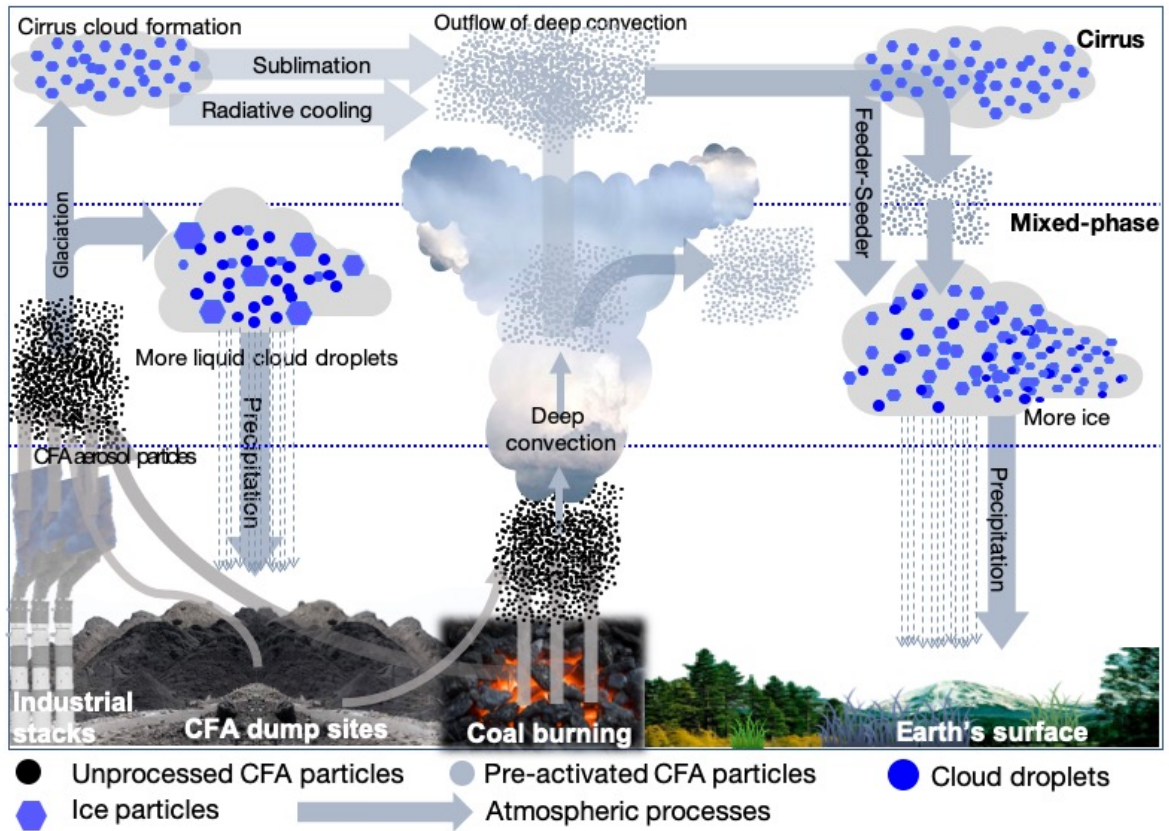 Cirrus cloud formation
Outflow of deep convection
Cirrus
Sublimation
Radiative cooling
Feeder-Seeder
Mixed-phase
Glaciation
More liquid cloud droplets
Deep
convection
More ice
CFA aerosol particles
Precipitation
Precipitation
Industrial
stacks
CFA dump sites
Coal burning
Earth's surface
Unprocessed CFA particles
Pre-activated CFA particles
Cloud droplets
Ice particles
Atmospheric processes